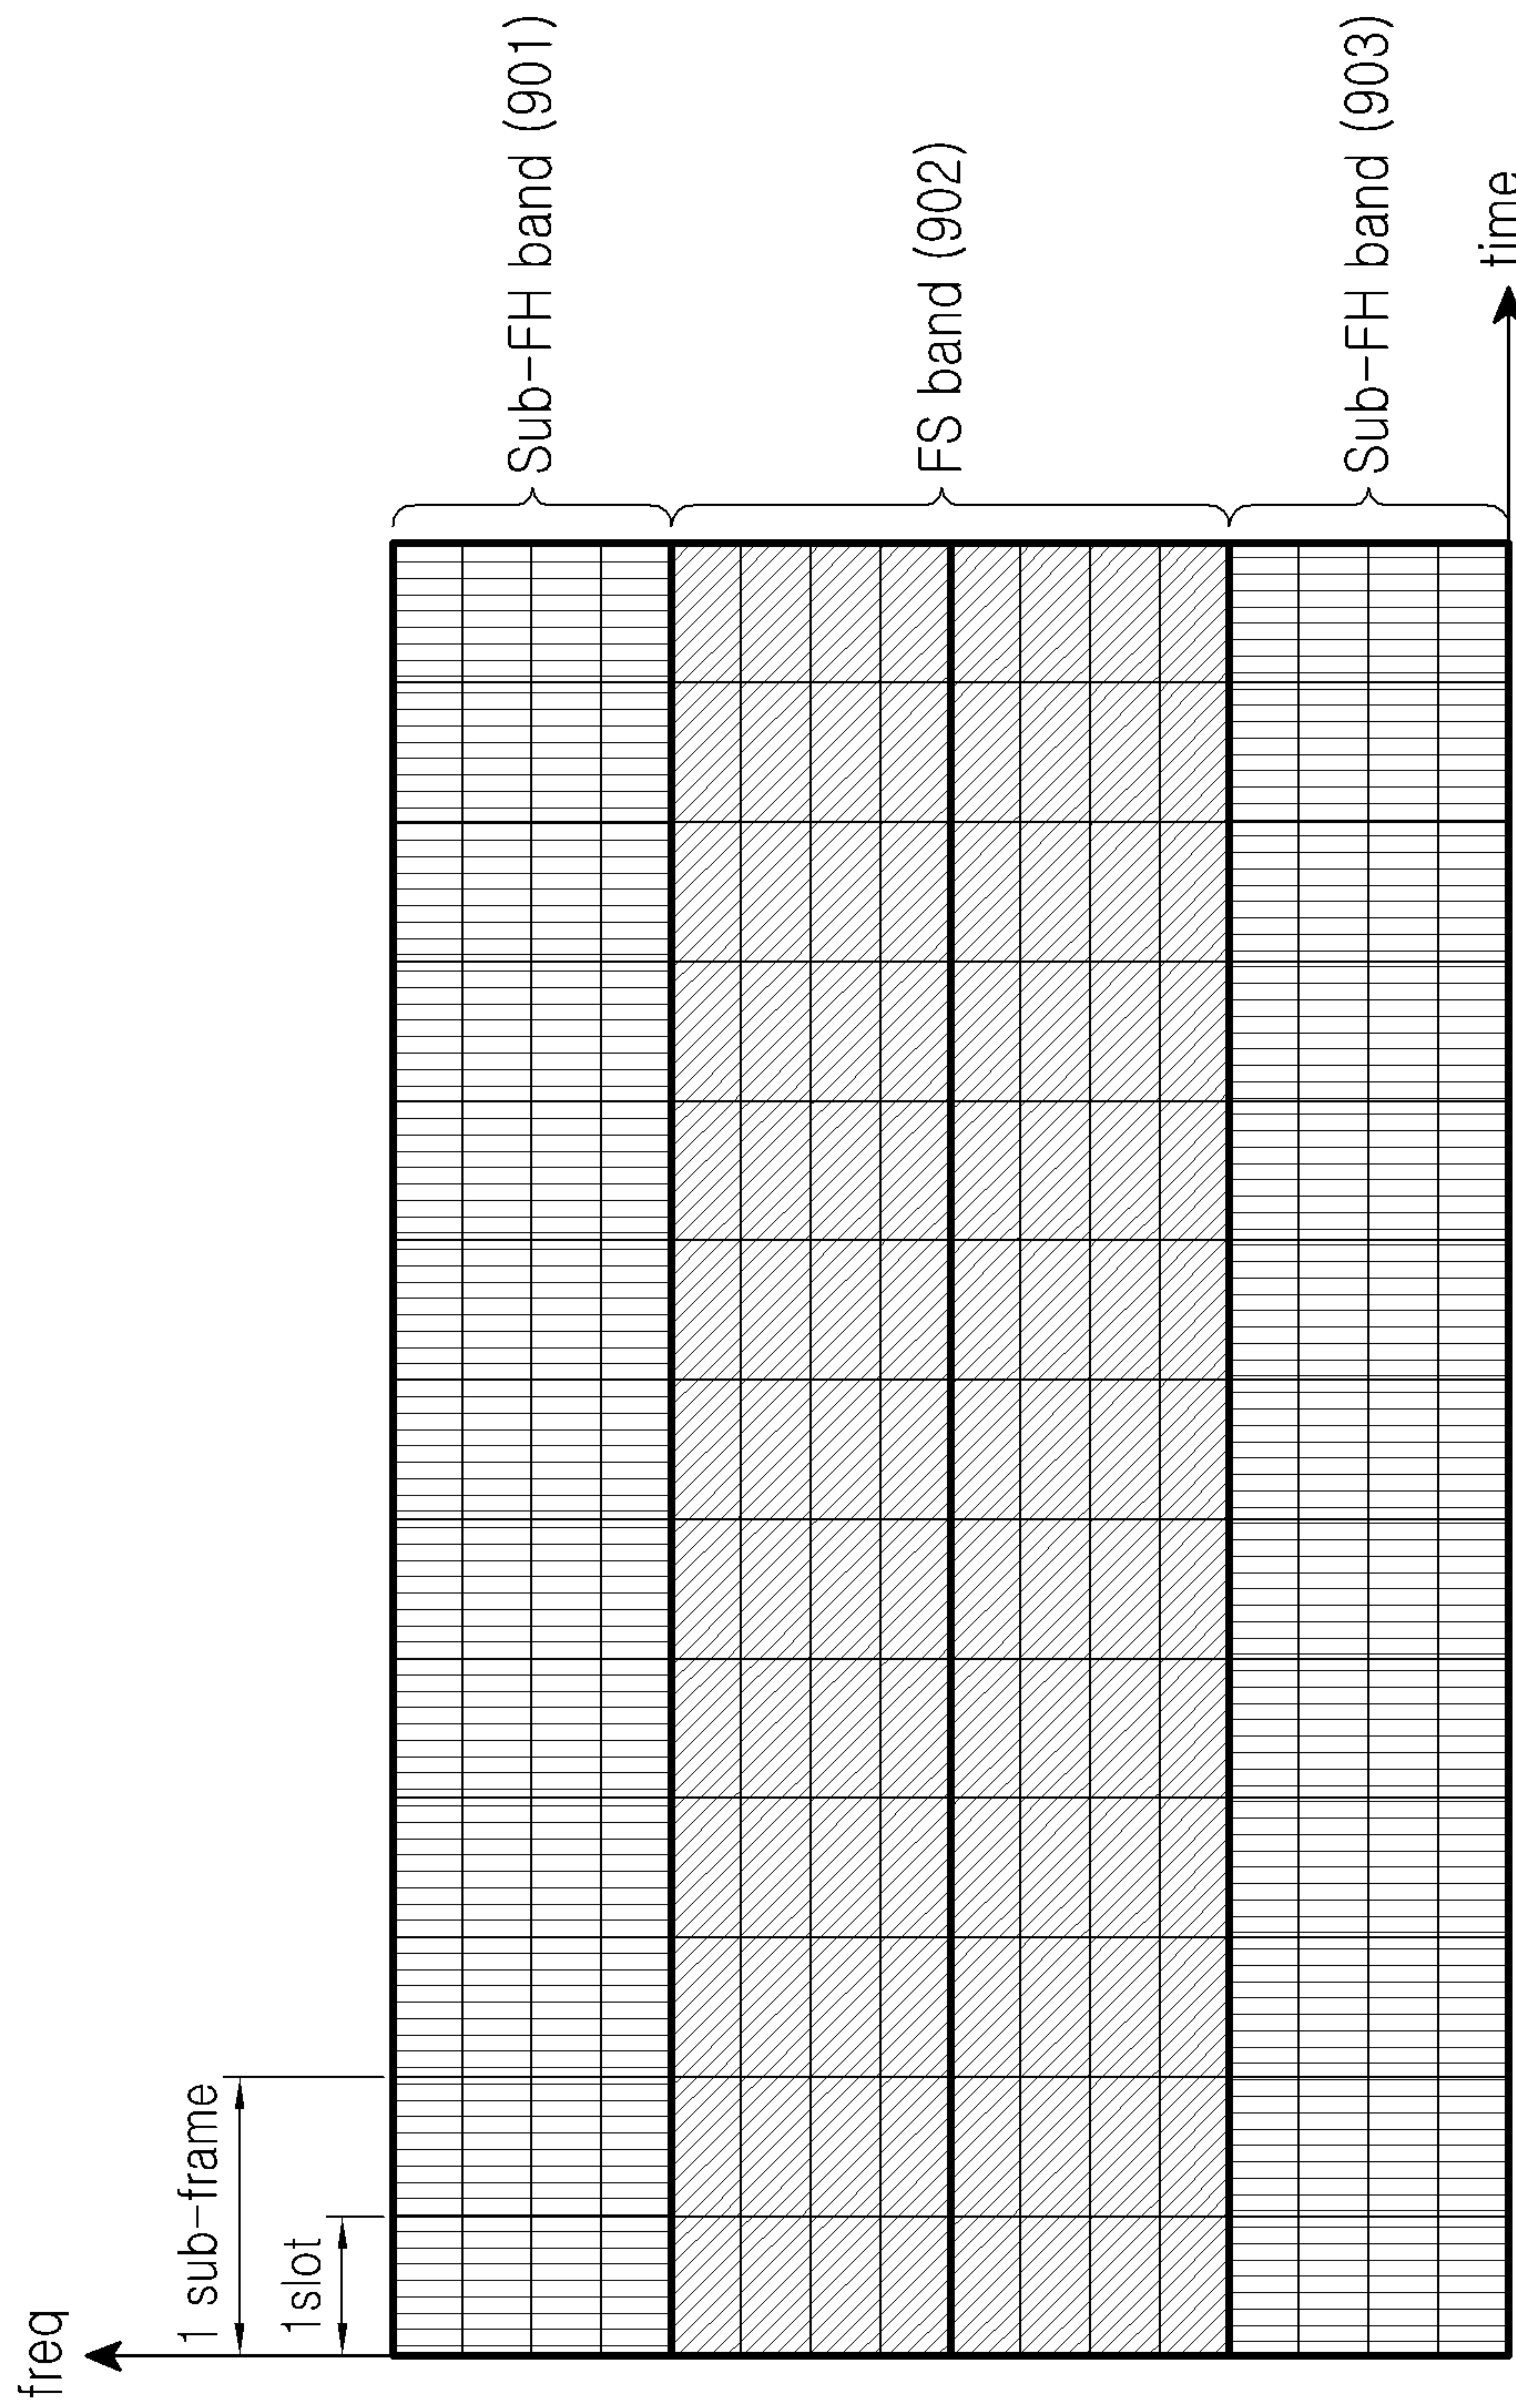 freq
1 sub-frame
1slot
Sub-FH band (901)
FS band (902)
Sub-FH band (903)
time